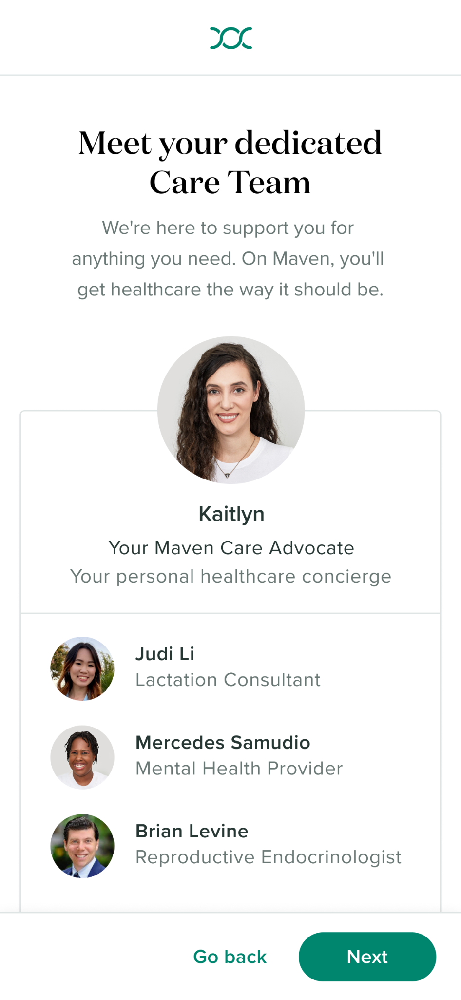 Meet your dedicated
Care Team
We're here to support you for
anything you need. On Maven, you'll
get healthcare the way it should be.
Kaitlyn
Your Maven Care Advocate
Your personal healthcare concierge
Judi Li
Lactation Consultant
Mercedes Samudio
Mental Health Provider
Brian Levine
Reproductive Endocrinologist
Go back
Next